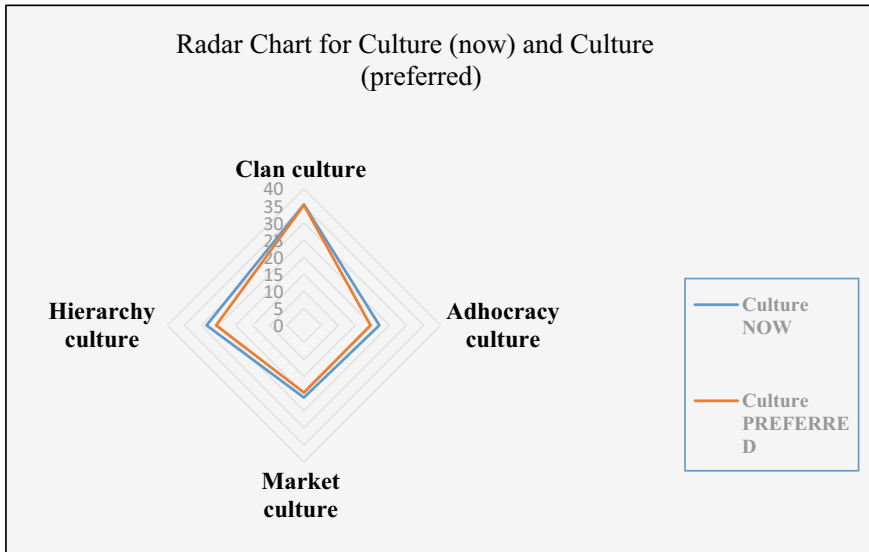 Radar Chart for Culture (now) and Culture
(preferred)
Clan culture
40
35
30
25
20
15
10
5
0
Hierarchy
culture
Adhocracy
culture
Market
culture
Culture
NOW
Culture
PREFERRE
D